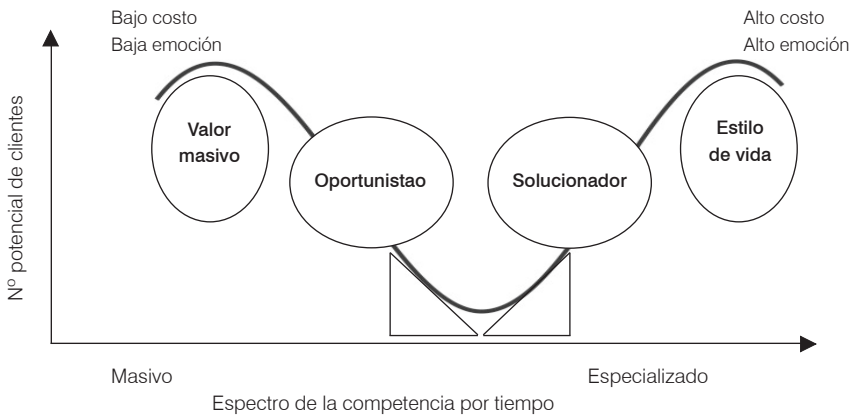 Bajo costo
Baja emoción
Alto costo
Alto emoción
Nº potencial de clientes
Valor
masivo
Oportunistao
Solucionador
Estilo
de vida
Masivo
Especializado
Espectro de la competencia por tiempo